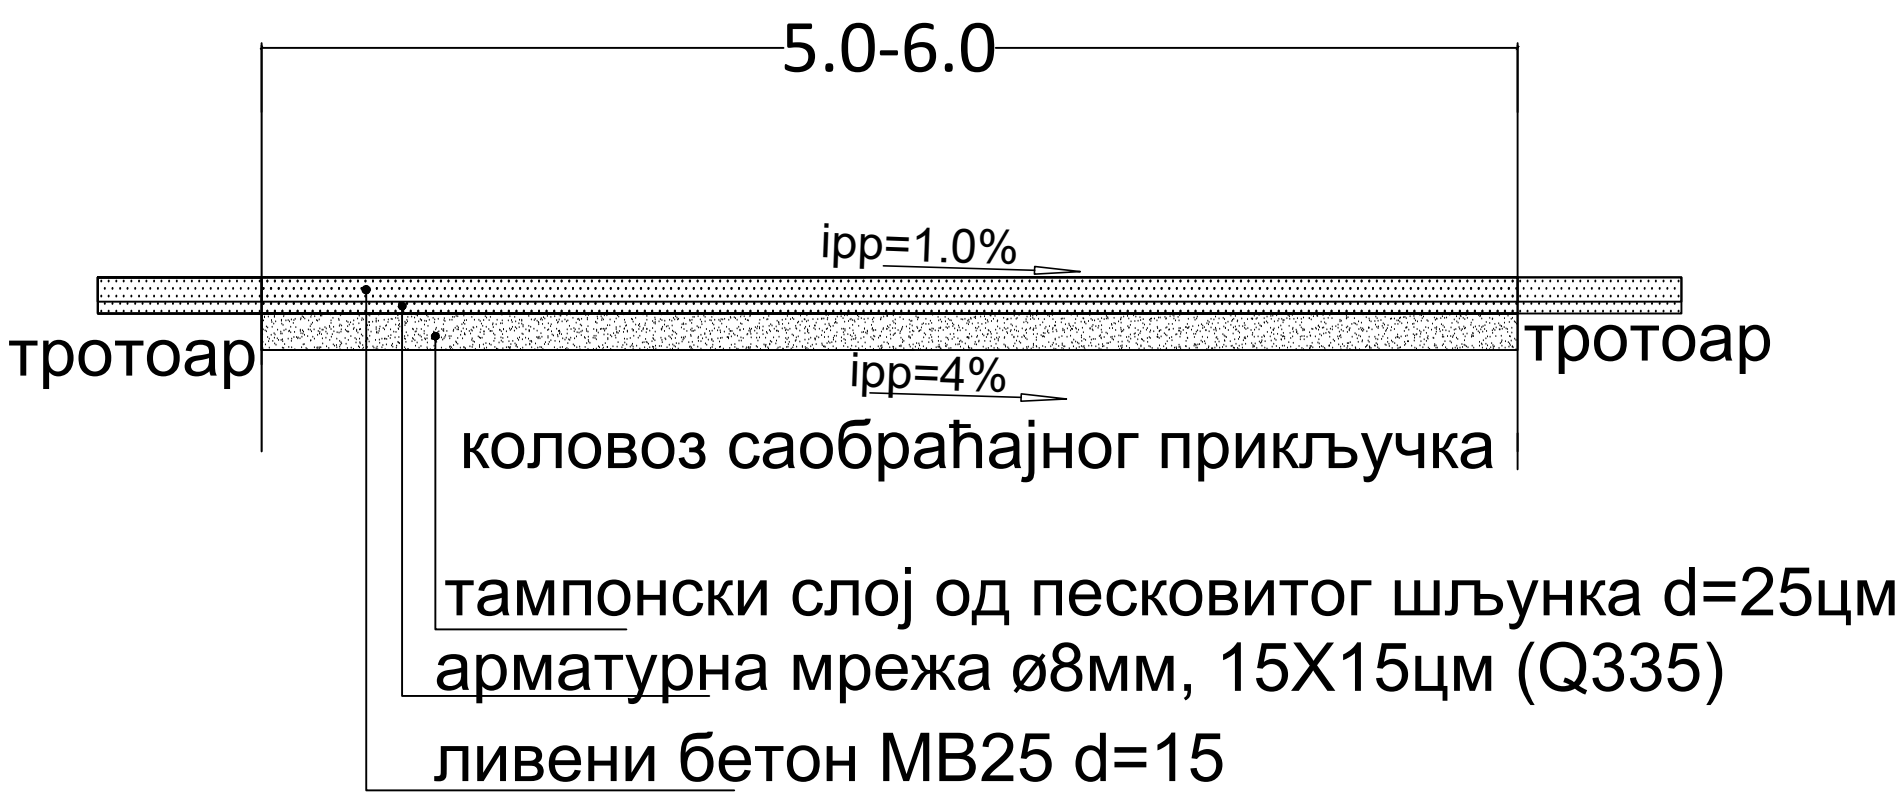 5.0-6.0
ipp=1.0%
тротоар
тротоар
ipp=4%
коловоз саобраћајног прикључка
тампонски слој од песковитог шљунка d=25цм
арматурна мрежа ø8мм, 15X15цм (Q335)
ливени бетон МВ25 d=15